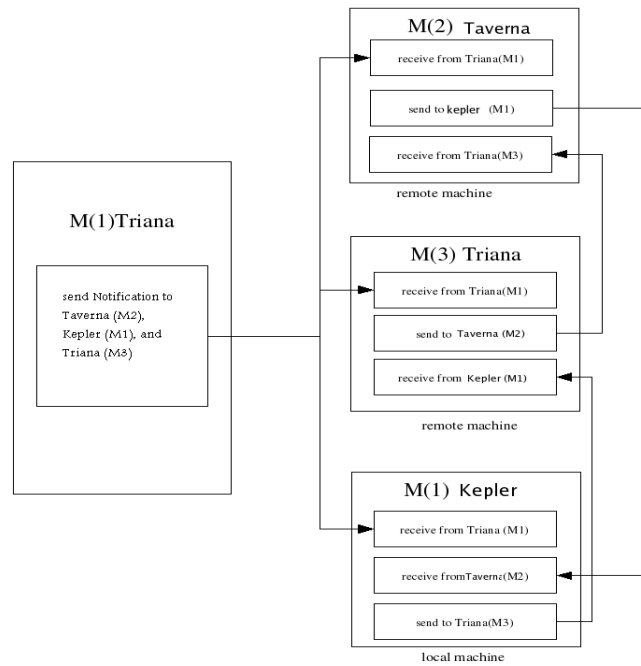 M(2) Taverna
receive from Triana(M1)
send to kepler (M1)
receive from Triana(M3)
remote machine
M(1)Triana
send Notification to
Taverna (M2),
Kepler (M1), and
Triana (M3)
M(3) Triana
receive from Triana(M1)
send to Taverna (M2)
receive from Kepler (M1)
remote machine
M(1) Kepler
receive from Triana (M1)
receive fromTaverna(M2)
send to Triana(M3)
local machine